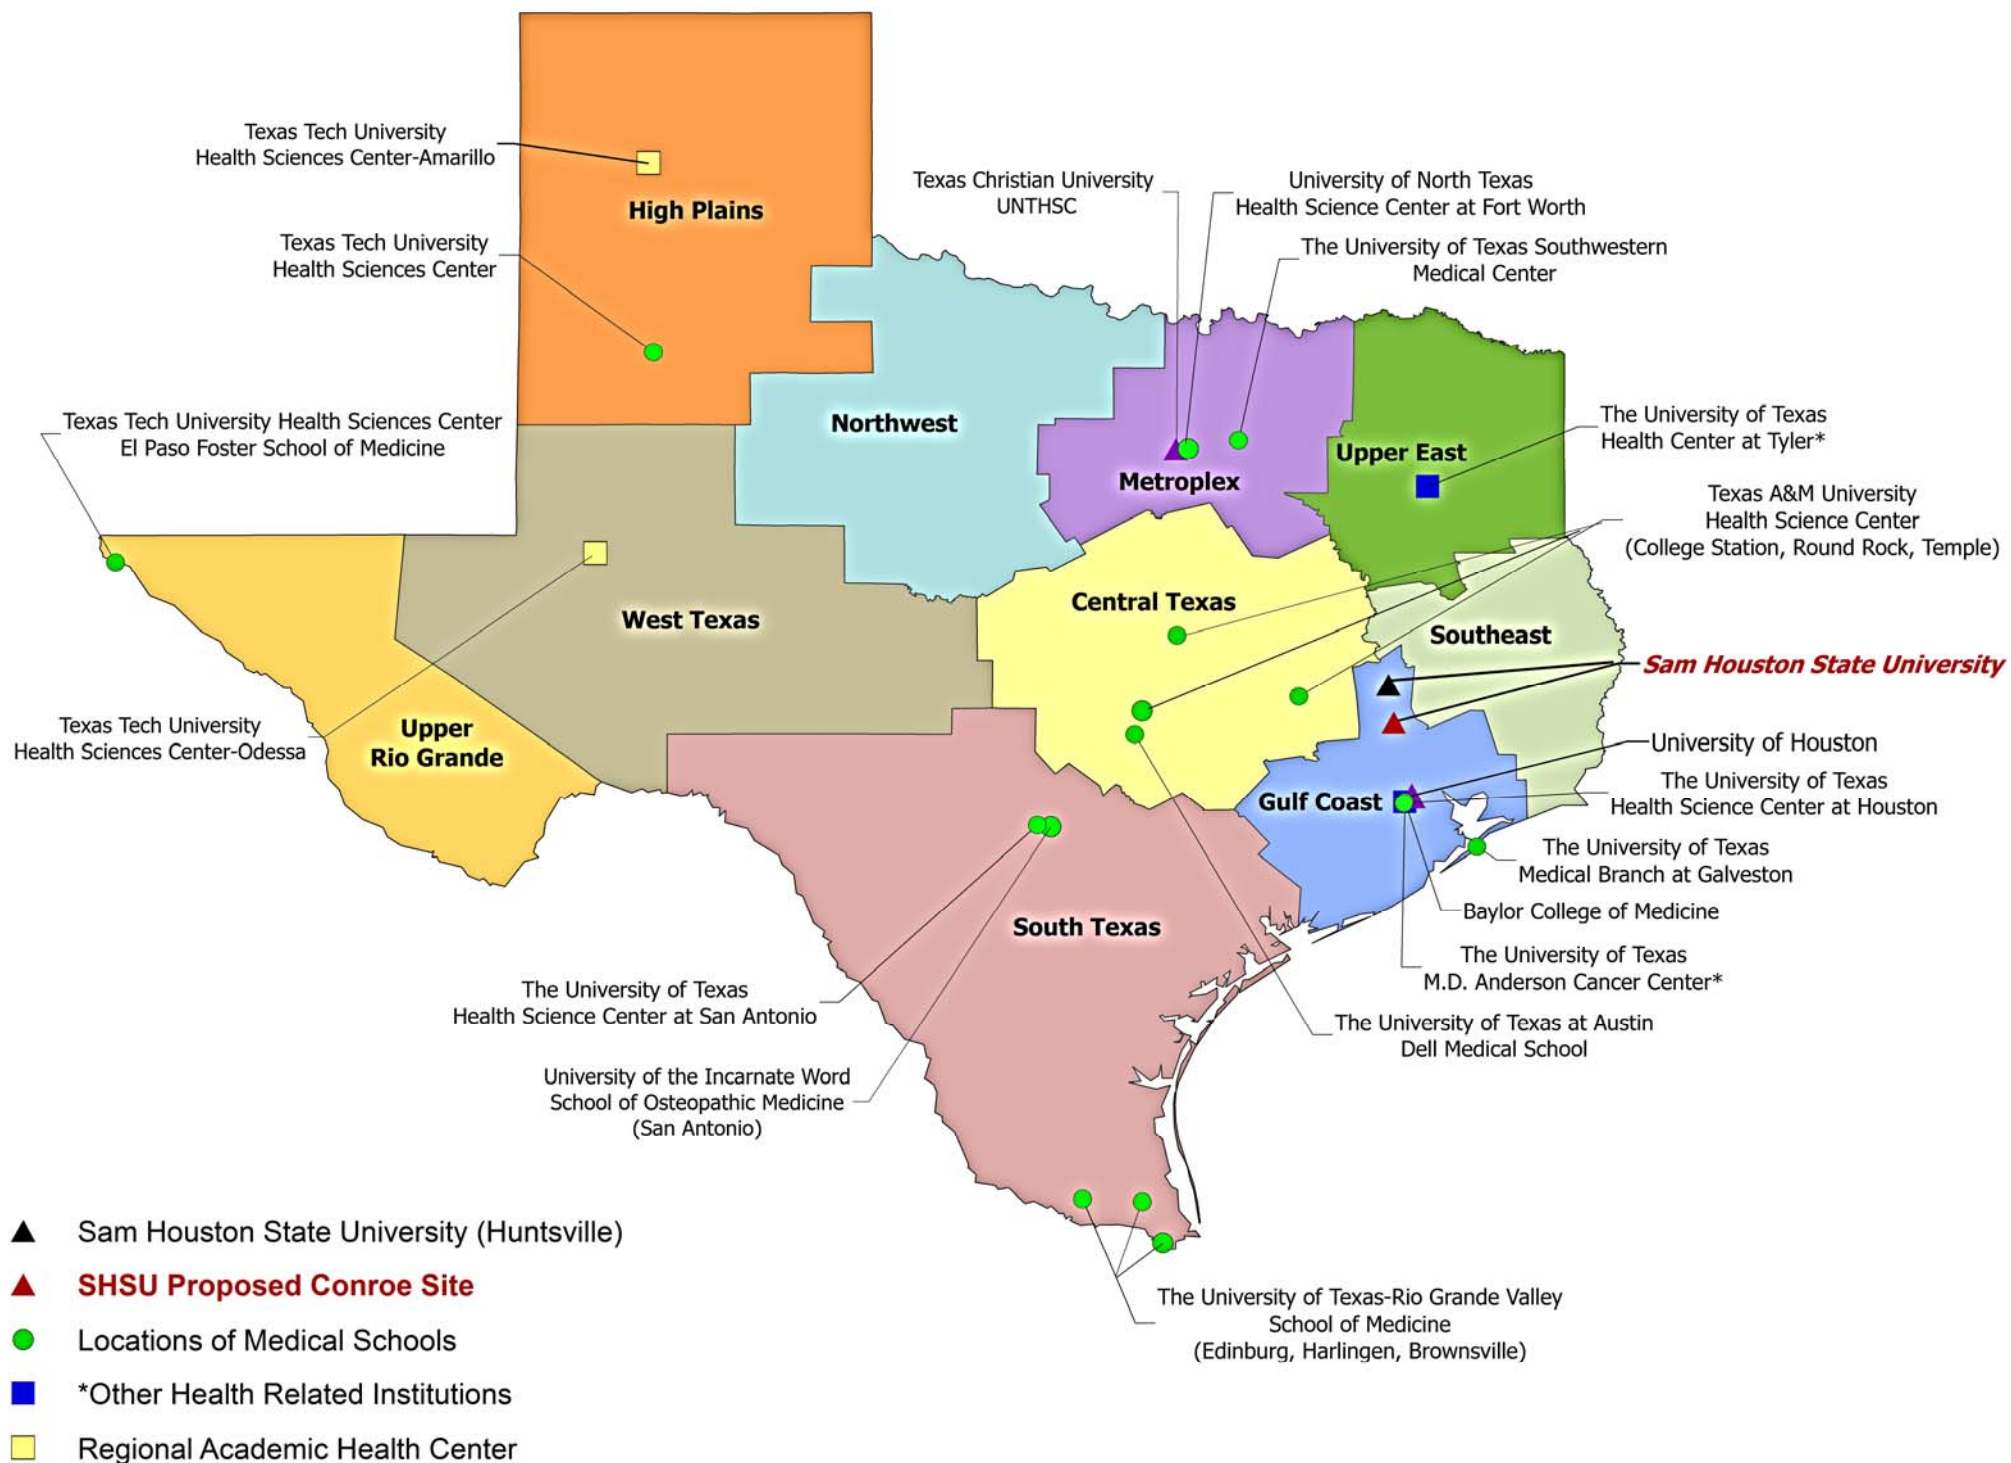 Texas Tech University
Health Sciences Center-Amarillo
High Plains
Texas Tech University
Health Sciences Center
Texas Christian University
UNTHSC
University of North Texas
Health Science Center at Fort Worth
The University of Texas Southwestern
Medical Center
Texas Tech University Health Sciences Center
El Paso Foster School of Medicine
Northwest
Metroplex
Upper East
The University of Texas
Health Center at Tyler*
Texas A&M University
Health Science Center
(College Station, Round Rock, Temple)
West Texas
Central Texas
Southeast
Sam Houston State University
Texas Tech University
Health Sciences Center-Odessa
Upper
Rio Grande
University of Houston
The University of Texas
Health Science Center at Houston
Gulf Coast
The University of Texas
Medical Branch at Galveston
Baylor College of Medicine
The University of Texas
M.D. Anderson Cancer Center*
South Texas
The University of Texas
Health Science Center at San Antonio
The University of Texas at Austin
Dell Medical School
University of the Incarnate Word
School of Osteopathic Medicine
(San Antonio)
The University of Texas-Rio Grande Valley
School of Medicine
(Edinburg, Harlingen, Brownsville)
Sam Houston State University (Huntsville)
SHSU Proposed Conroe Site
Locations of Medical Schools
*Other Health Related Institutions
Regional Academic Health Center